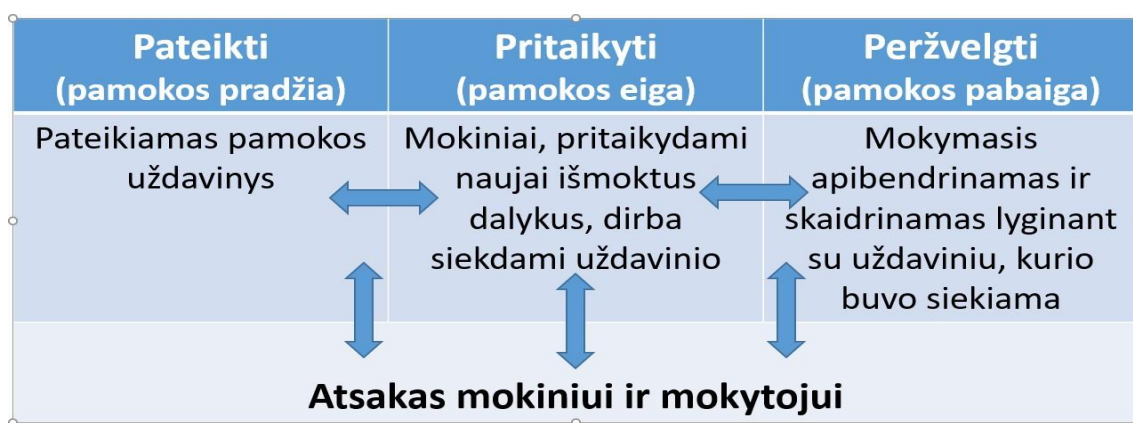 Pateikti
(pamokos pradžia)
Pritaikyti
(pamokos eiga)
Peržvelgti
(pamokos pabaiga)
Pateikiamas pamokos
uždavinys
Mokiniai, pritaikydami
naujai išmoktus
dalykus, dirba
siekdami uždavinio
Mokymasis
apibendrinamas ir
skaidrinamas lyginant
su uždaviniu, kurio
buvo siekiama
Atsakas mokiniui ir mokytojui